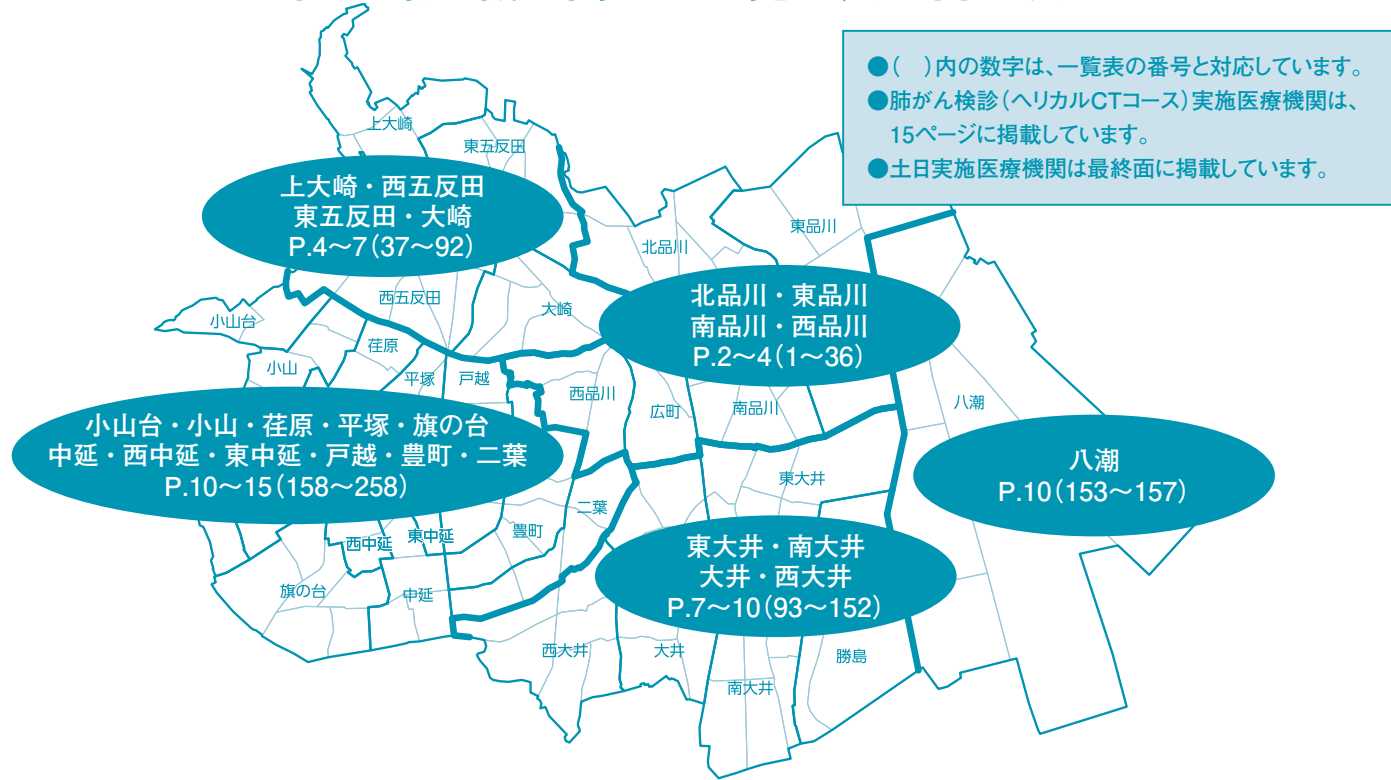 ●(　)内の数字は、一覧表の番号と対応しています。
●肺がん検診(ヘリカルCTコース)実施医療機関は、
15ページに掲載しています。
●土日実施医療機関は最終面に掲載しています。
上大崎
東五反田
上大崎・西五反田
東五反田・大崎
P.4～7(37～92)
北品川
東品川
西五反田
大崎
北品川・東品川
南品川・西品川
P.2～4(1～36)
小山台
荏原
小山
平塚
戸越
西品川
広町
南品川
八潮
小山台・小山・荏原・平塚・旗の台
中延・西中延・東中延・戸越・豊町・二葉
P.10～15(158～258)
八潮
P.10(153～157)
東大井
二葉
豊町
東中延
西中延
旗の台
中延
東大井・南大井
大井・西大井
P.7～10(93～152)
西大井
大井
勝島
南大井